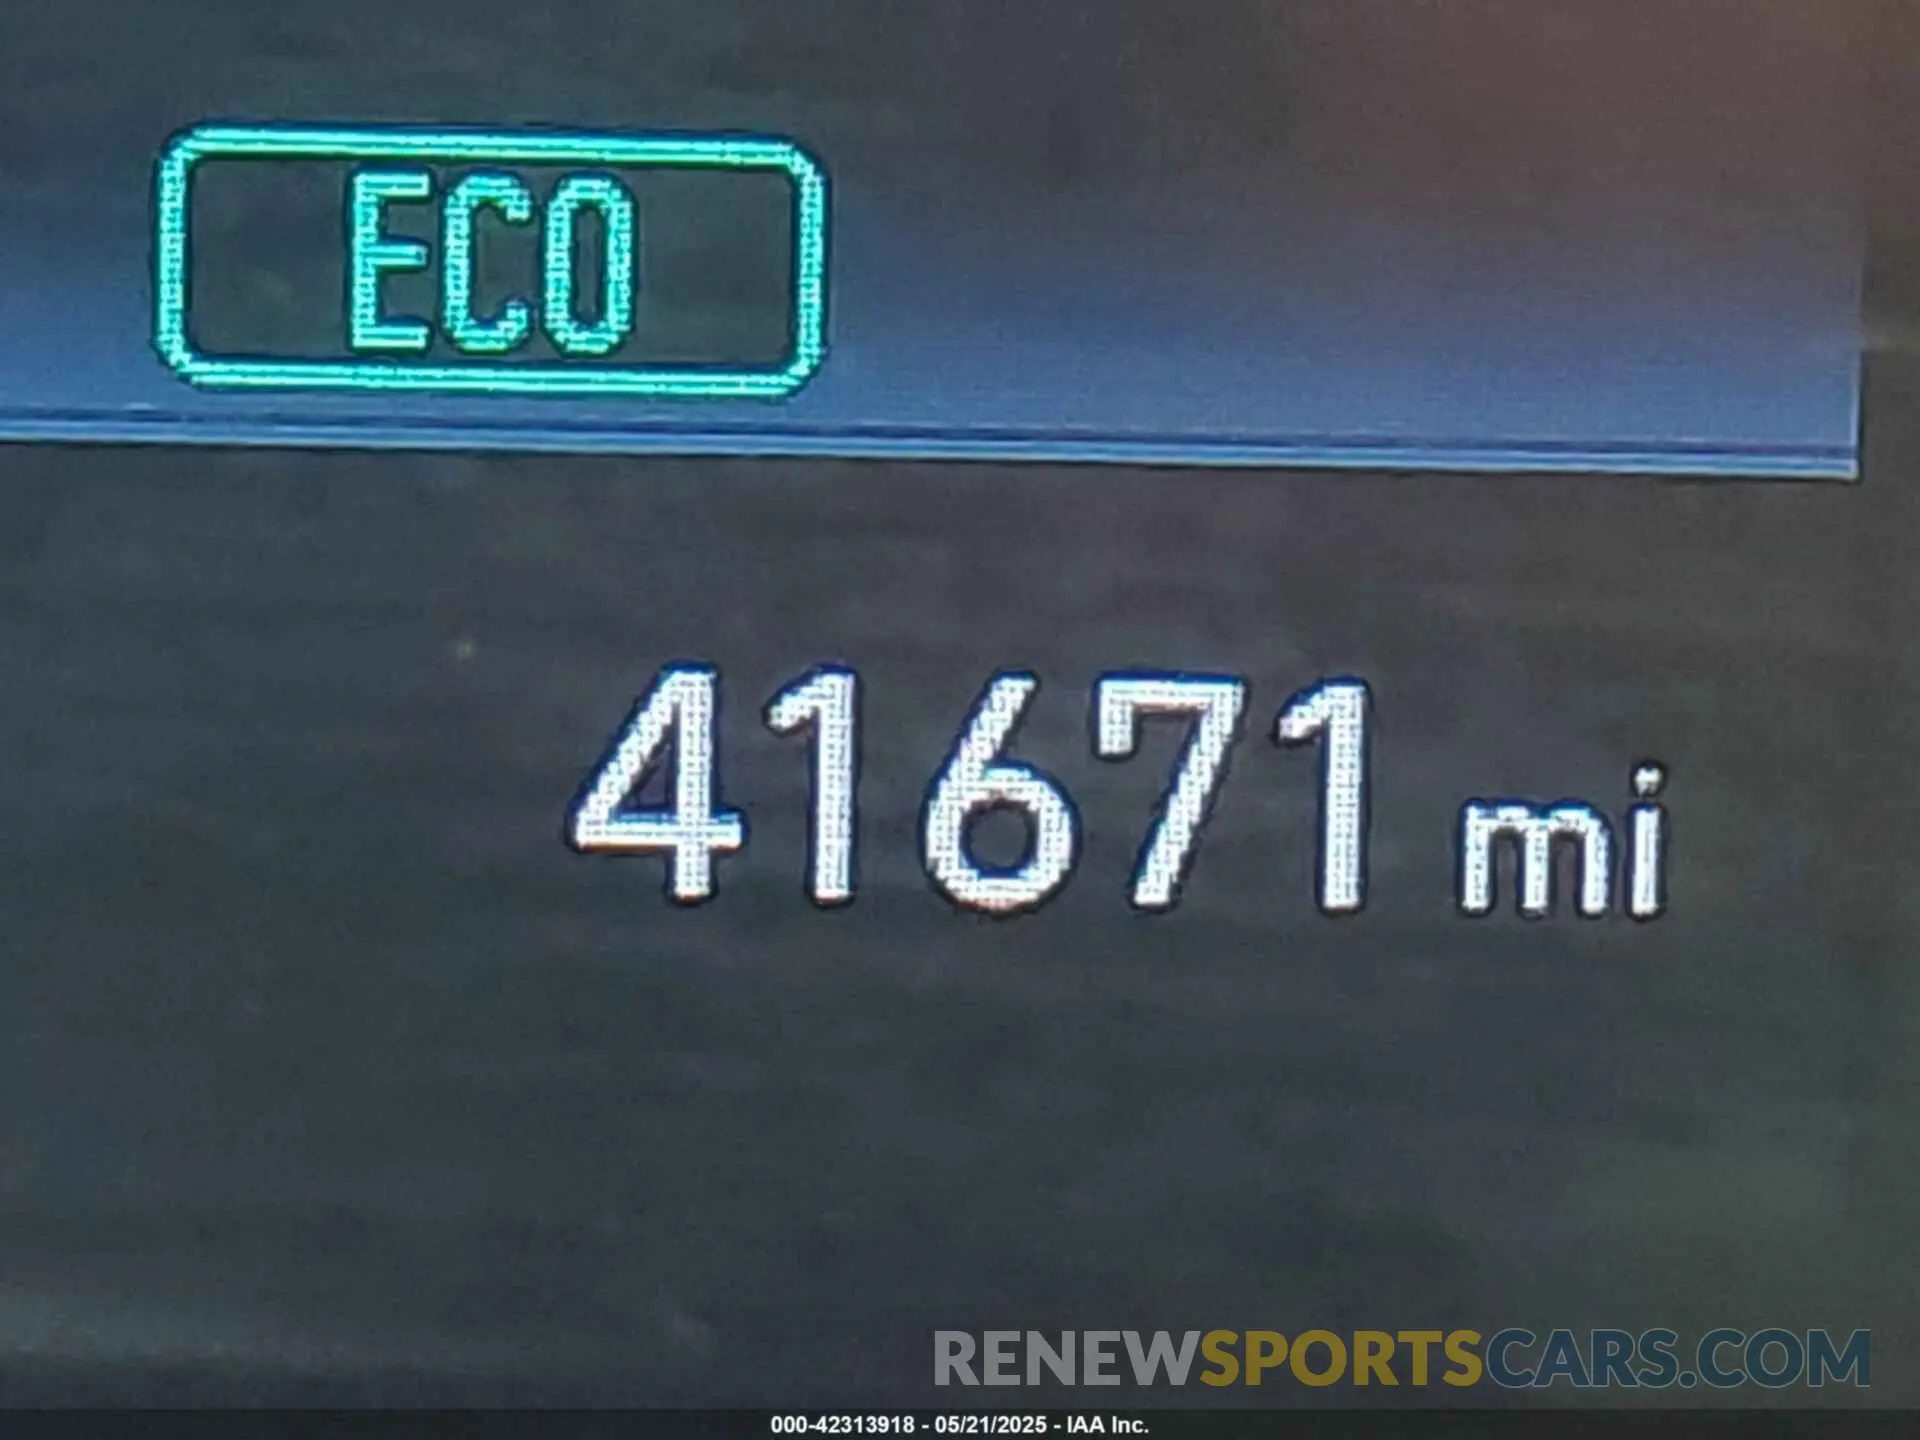 ECO
41671 mi
RENEWSPORTSCARS.COM
000-42313918 - 05/21/2025 - IAA Inc.